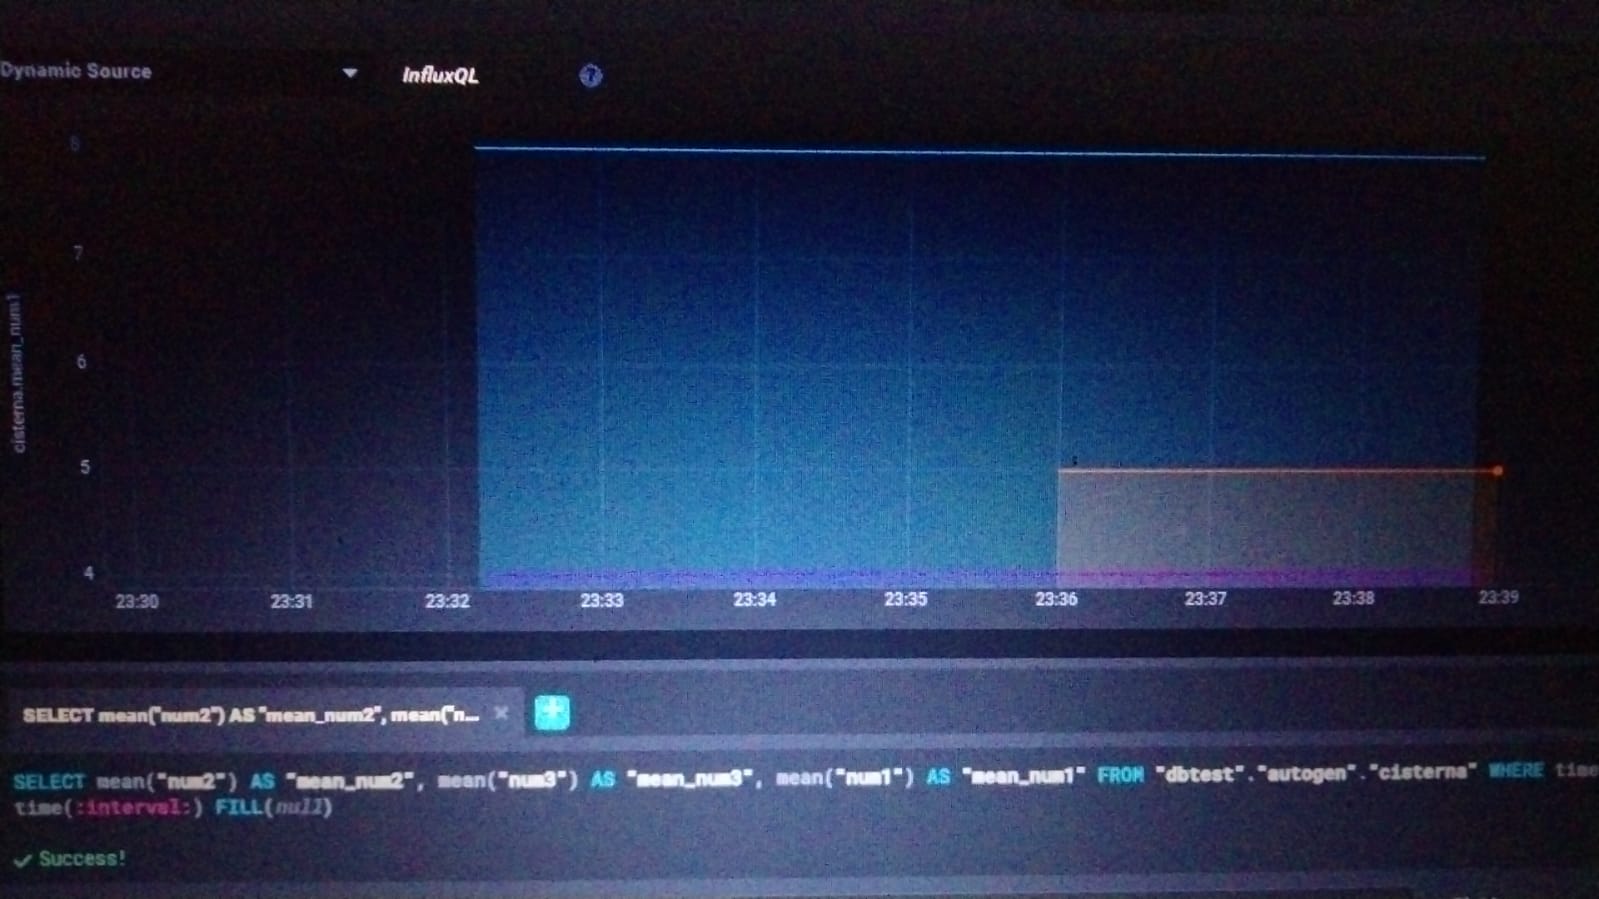 Dynamic Source
InfluxQL
?
8
7
6
5
4
cisterna.mean_num1
23:30 23:31 23:32 23:33 23:34 23:35 23:36 23:37 23:38 23:39
SELECT mean("num2") AS "mean_num2", mean("n...
SELECT mean("num2") AS "mean_num2", mean("num3") AS "mean_num3", mean("num1") AS "mean_num1" FROM "dbtest"."autogen"."cisterna" WHERE time
time(:interval:) FILL(null)
Success!